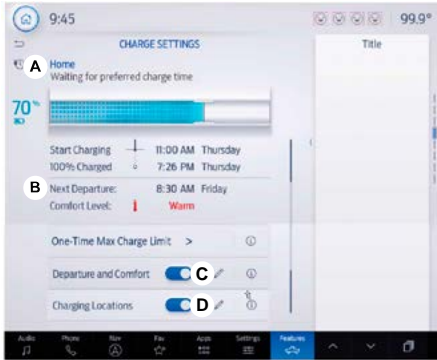 9:45
99.9°
CHARGE SETTINGS
Title
A Home
Waiting for preferred charge time
70%
Start Charging 11:00 AM Thursday
100% Charged 7:26 PM Thursday
B Next Departure: 8:30 AM Friday
Comfort Level: Warm
One-Time Max Charge Limit >
Departure and Comfort C
Charging Locations D
Audio Phone Nav Fav Apps Settings Features